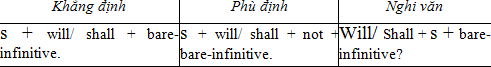 Khẳng định
Phủ định
Nghi vấn
s + will/ shall + bare-
infinitive.
s + will/ shall + not +
bare-infinitive.
Will/ Shall + s + bare-
infinitive?